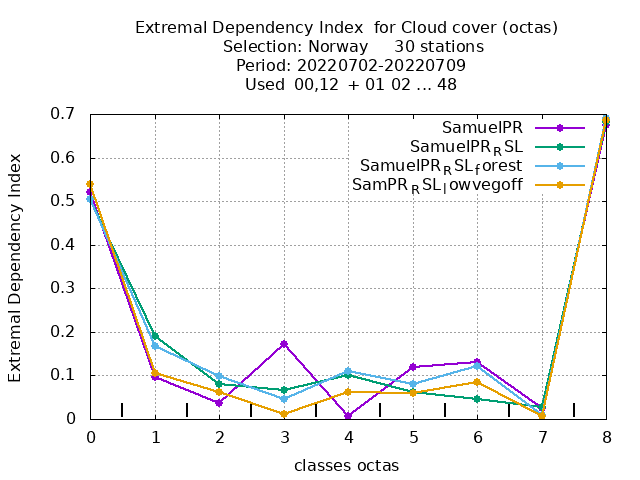 Extremal Dependency Index  for Cloud cover (octas)
Selection: Norway     30 stations
Period: 20220702-20220709
Used  00,12  + 01 02 ... 48
0.7
0.6
0.5
0.4
0.3
0.2
0.1
0
Extremal Dependency Index
SamuelPR
SamuelPR_RSL
SamuelPR_RSL_forest
SamPR_RSL_lowvegoff
0 1 2 3 4 5 6 7 8
classes octas